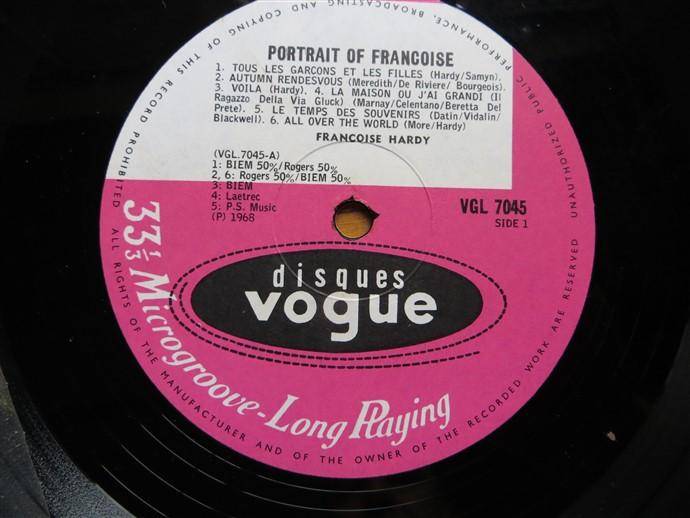 PERFORMANCE, BROADCASTING AND COPYING OF THIS RECORD PROHIBITED
PORTRAIT OF FRANCOISE
1. TOUS LES GARCONS ET LES FILLES (Hardy/Samyn).
2. AUTUMN RENDESVOUS (Meredith/De Riviere/ Bourgeois).
3. VOILA (Hardy). 4. LA MAISON OU J'AI GRANDI (Il
Ragazzo Della Via Gluck) (Marnay/Celentano/Beretta Del
Prete). 5. LE TEMPS DES SOUVENIRS (Datin/Vidalin/
Blackwell). 6. ALL OVER THE WORLD (More/Hardy)
FRANCOISE HARDY
(VGL.7045-A)
1: BIEM 50%/Rogers 50%
2, 6: Rogers 50%/BIEM 50%
3: BIEM
4: Laetrec
5: P.S. Music
(P) 1968
VGL 7045
SIDE 1
disques
vogue
33 1/3 Microgroove-Long Playing
ALL RIGHTS OF THE MANUFACTURER AND OF THE OWNER OF THE RECORDED WORK ARE RESERVED UNAUTHORIZED PUBLIC